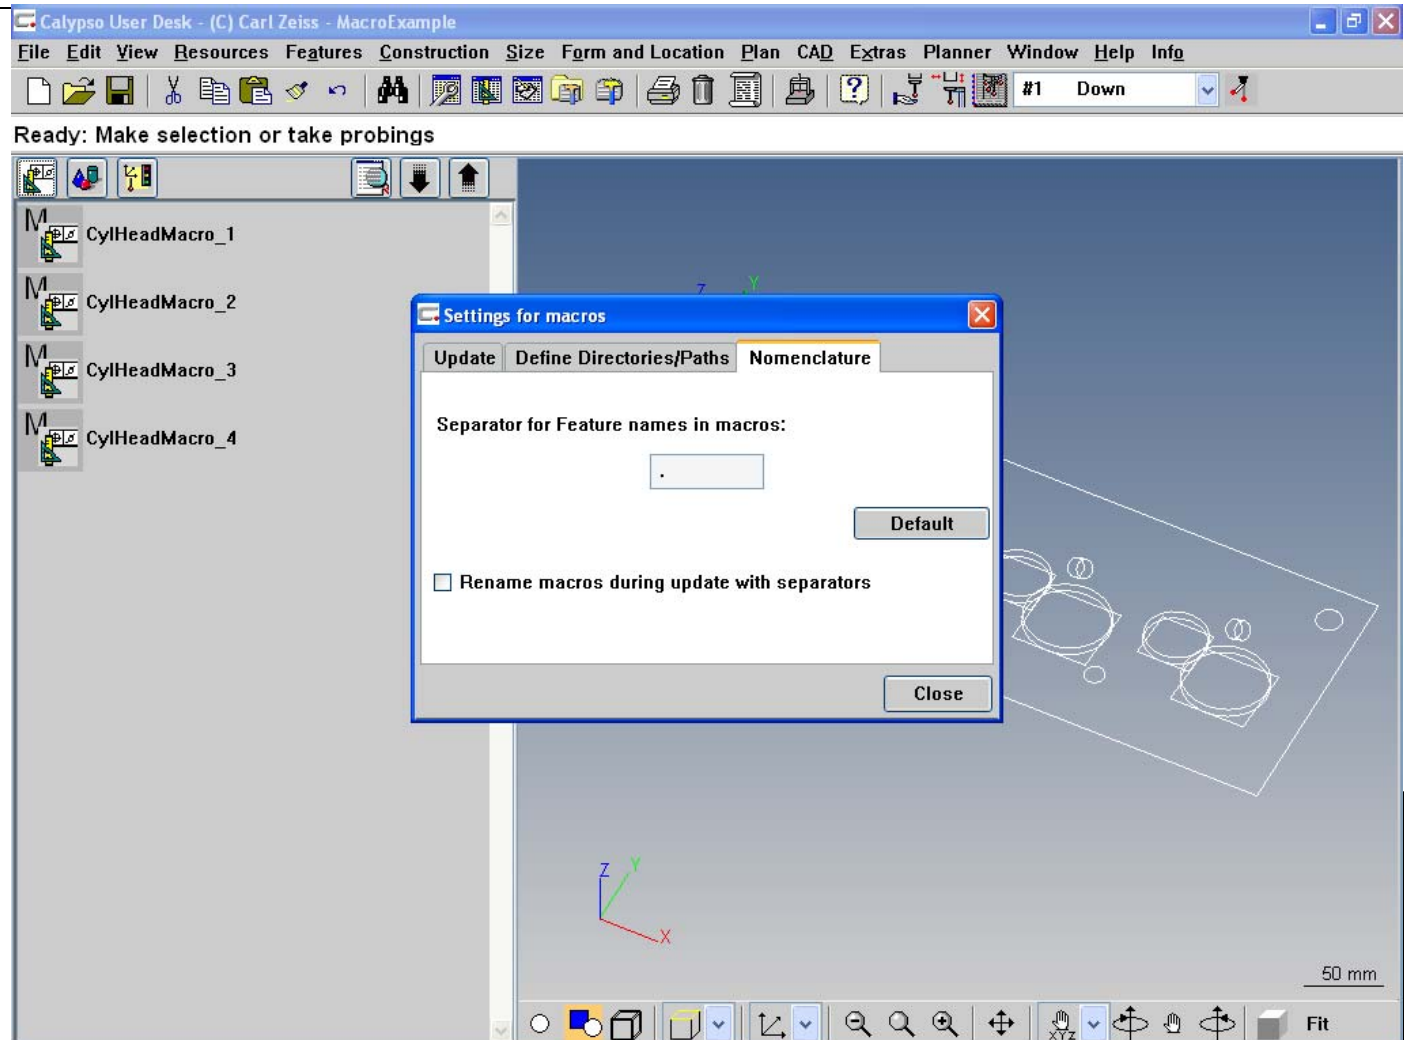 Calypso User Desk - (C) Carl Zeiss - MacroExample
File Edit View Resources Features Construction Size Form and Location Plan CAD Extras Planner Window Help Info
#1 Down
Ready: Make selection or take probings
M CylHeadMacro_1
M CylHeadMacro_2
M CylHeadMacro_3
M CylHeadMacro_4
Z Y
Settings for macros
Update Define Directories/Paths Nomenclature
Separator for Feature names in macros:
.
Default
Rename macros during update with separators
Close
Z Y
X
50 mm
XYZ Fit